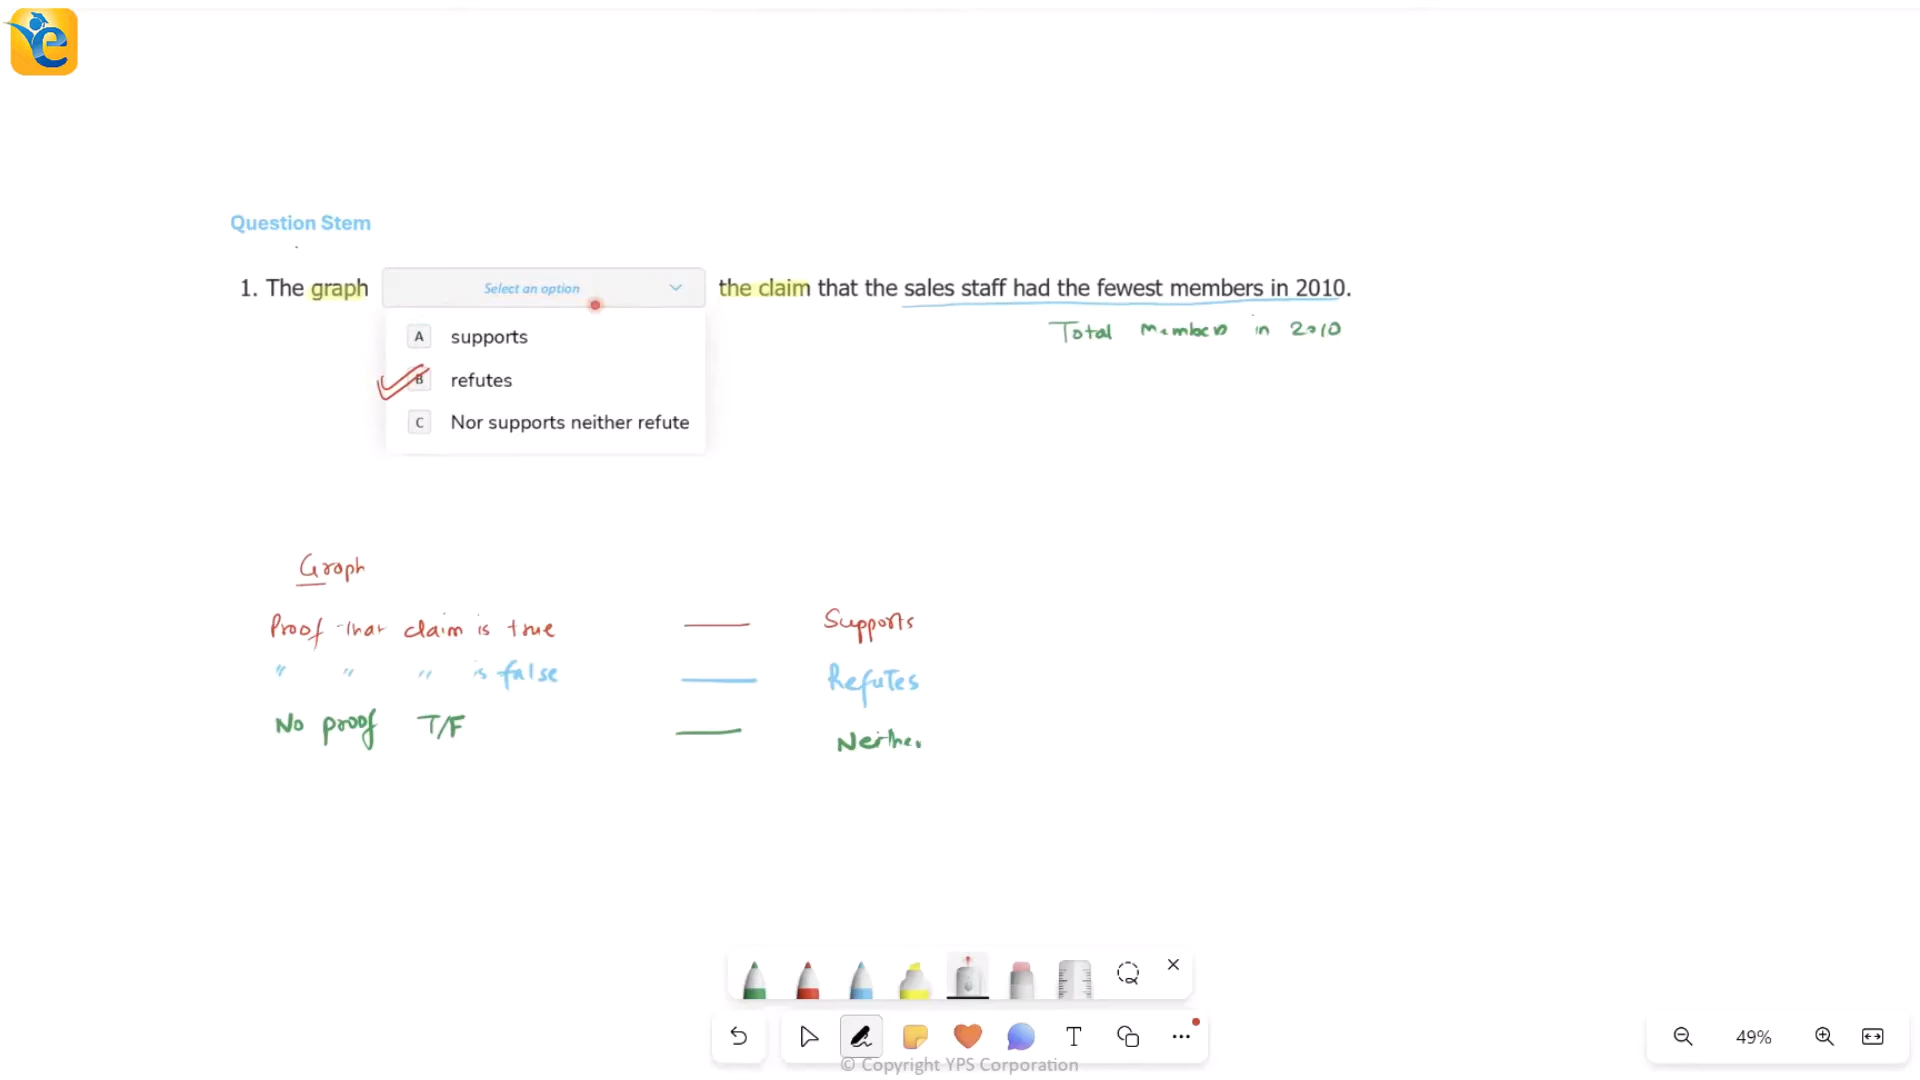 e
Question Stem
1. The graph Select an option the claim that the sales staff had the fewest members in 2010.
Total Members in 2010
A supports
B refutes
C Nor supports neither refute
Graph
Proof that claim is true — Supports
" " " is false — Refutes
No proof T/F — Neither
T
49%
© Copyright YPS Corporation